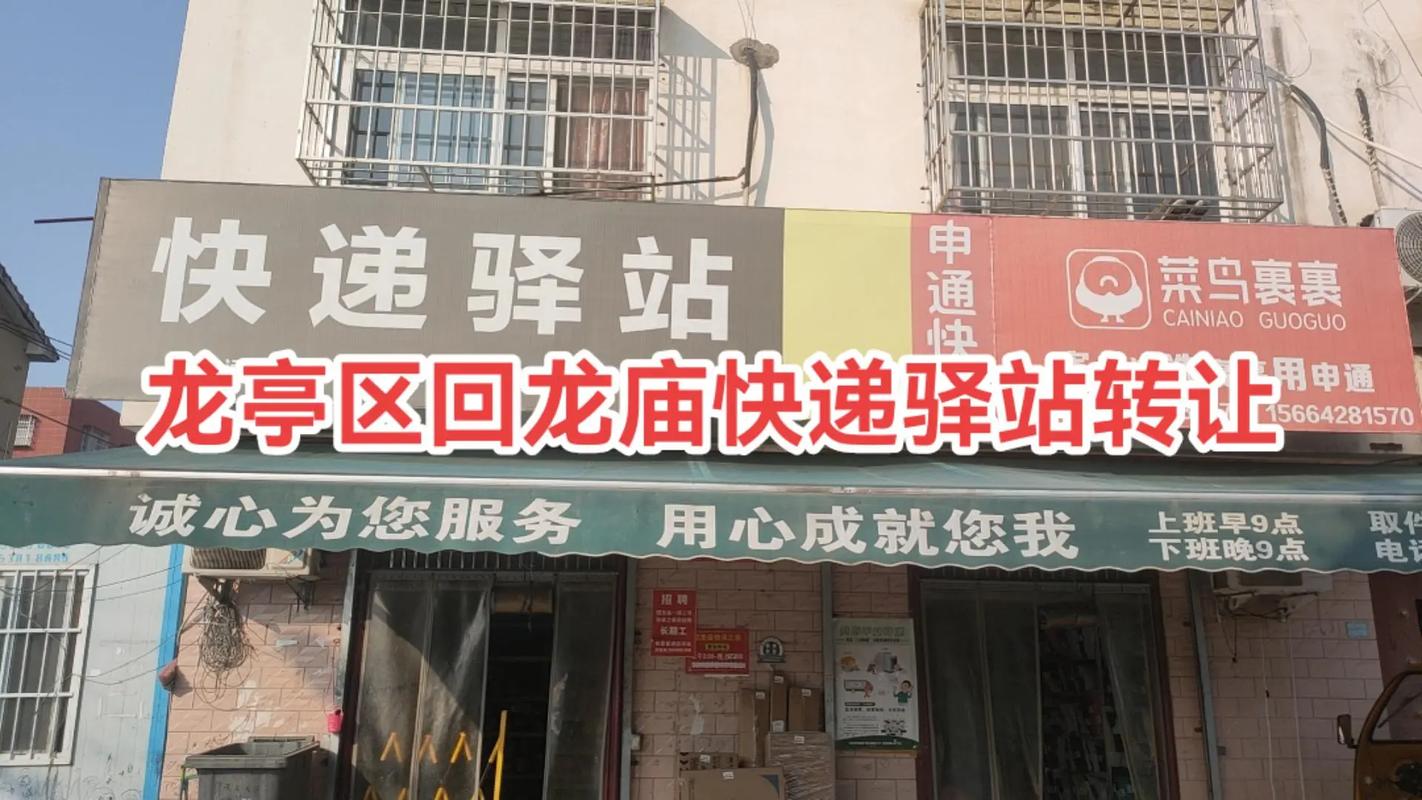 快递驿站
申通快
菜鸟裹裹
CAINIAO GUOGUO
用申通
15664281570
龙亭区回龙庙快递驿站转让
诚心为您服务 用心成就您我
上班早9点
下班晚9点
取件
电话
招聘
长期工